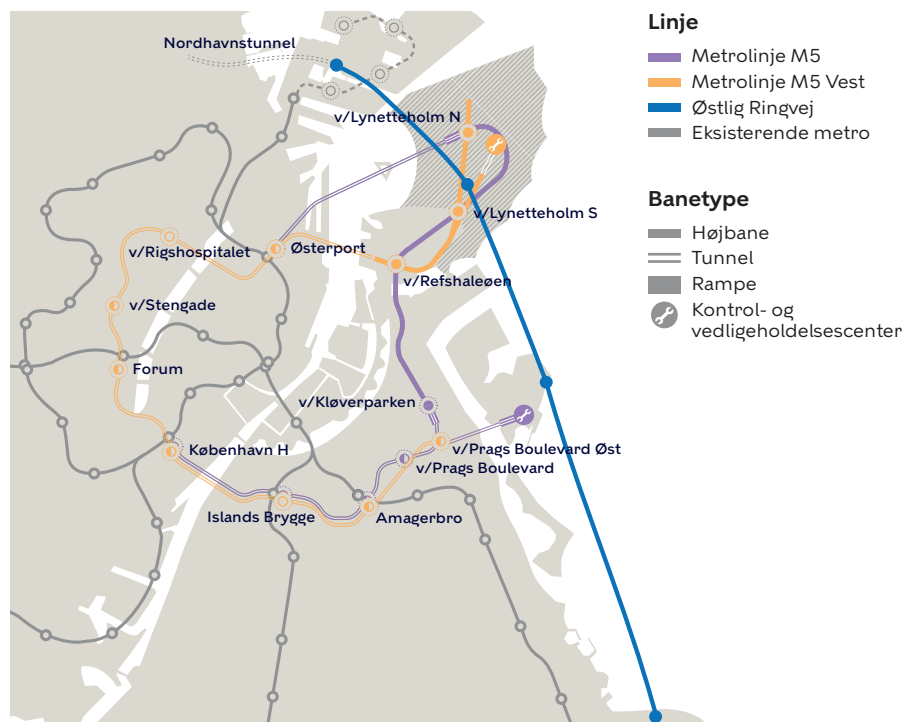 Nordhavnstunnel
v/Lynetteholm N
v/Lynetteholm S
v/Rigshospitalet
Østerport
v/Refshaleøen
v/Stengade
Forum
v/Kløverparken
København H
v/Prags Boulevard Øst
v/Prags Boulevard
Islands Brygge
Amagerbro
Linje
Metrolinje M5
Metrolinje M5 Vest
Østlig Ringvej
Eksisterende metro
Banetype
Højbane
Tunnel
Rampe
Kontrol- og
vedligeholdelsescenter